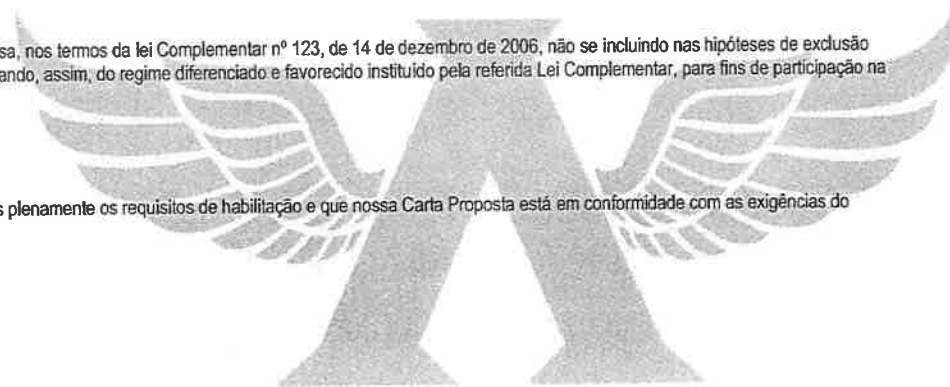 sa, nos termos da lei Complementar nº 123, de 14 de dezembro de 2006, não se incluindo nas hipóteses de exclusão
ando, assim, do regime diferenciado e favorecido instituído pela referida Lei Complementar, para fins de participação na
s plenamente os requisitos de habilitação e que nossa Carta Proposta está em conformidade com as exigências do